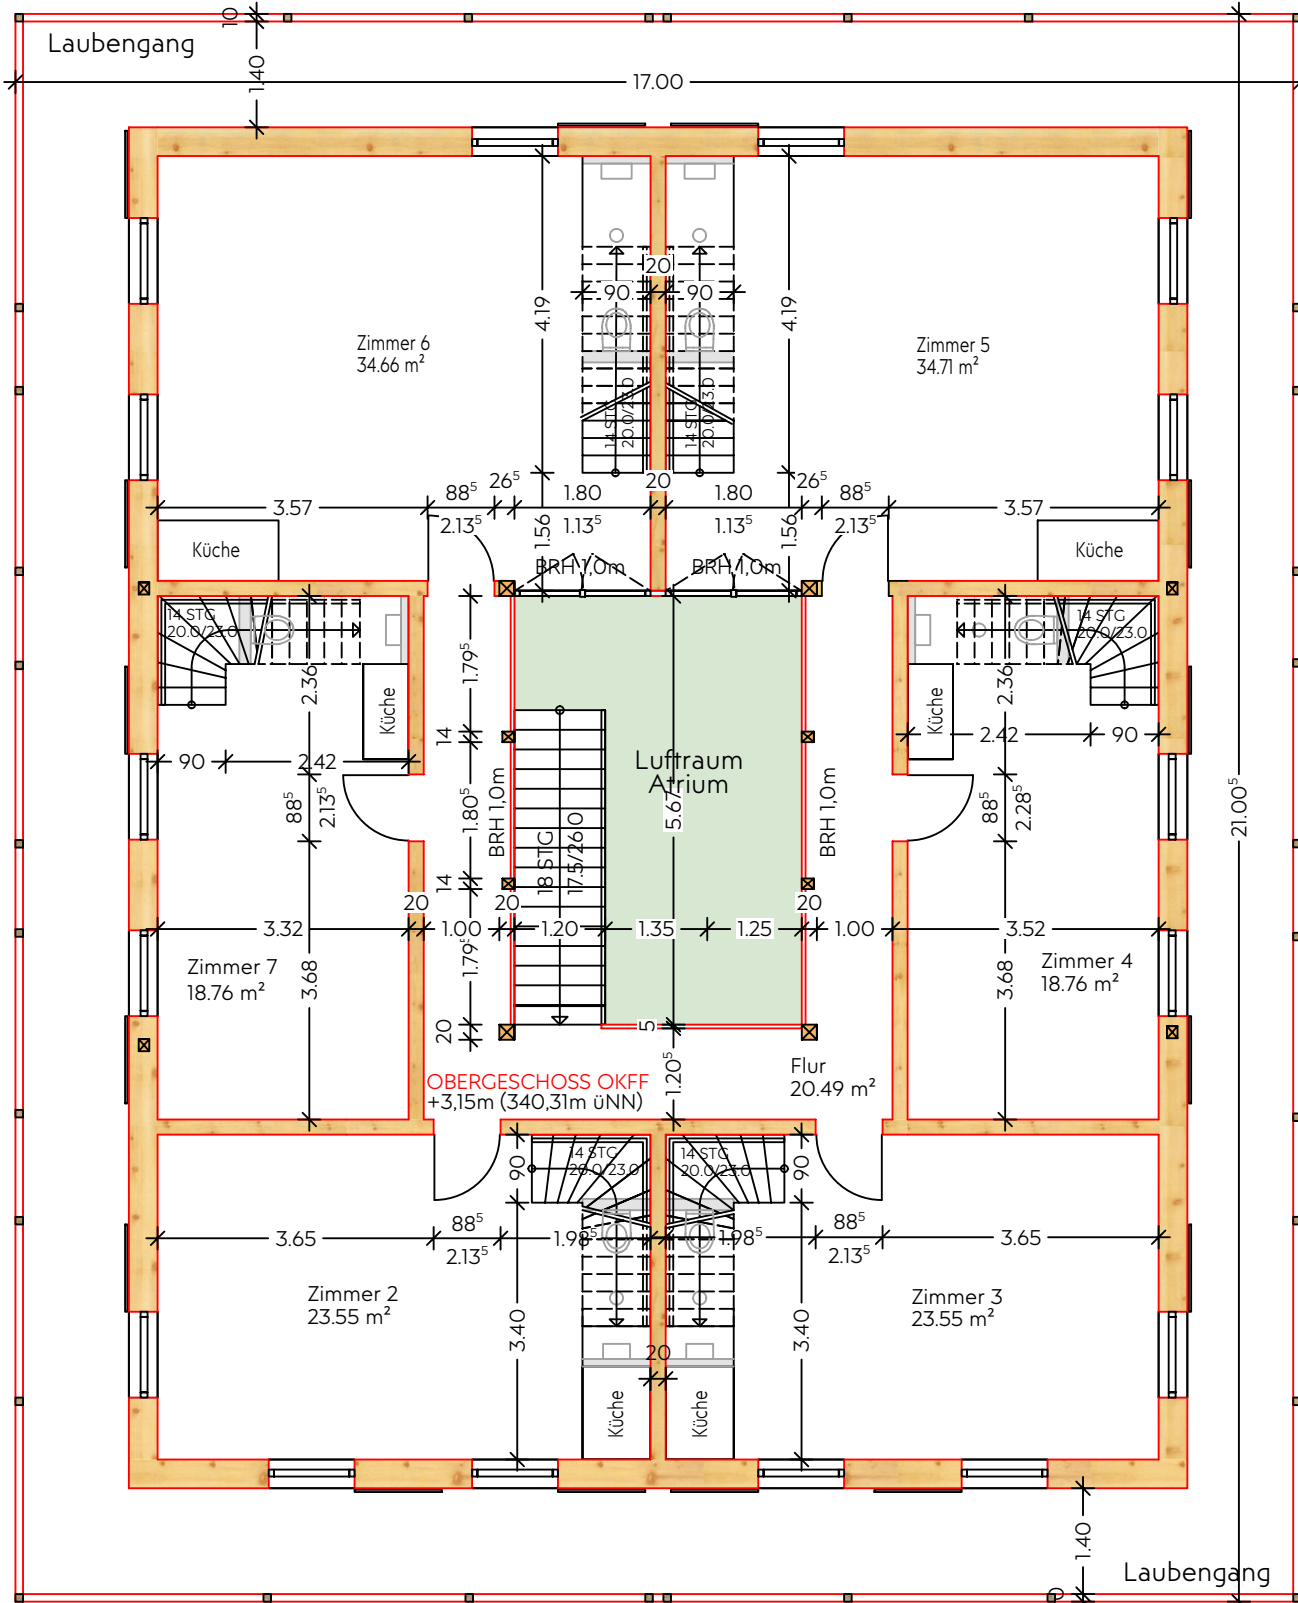 10
Laubengang
1.40
17.00
20
90
90
4.19
4.19
Zimmer 6
34.66 m²
Zimmer 5
34.71 m²
14 STG
20.0/23.0
14 STG
20.0/23.0
3.57
88⁵
2.13⁵
26⁵
1.80
1.13⁵
20
1.80
1.13⁵
26⁵
88⁵
2.13⁵
3.57
1.56
1.56
Küche
Küche
BRH 1,0m
BRH 1,0m
14 STG
20.0/23.0
14 STG
20.0/23.0
2.36
1.79⁵
2.36
Küche
Küche
14
90
2.42
2.42
90
Luftraum
Atrium
5.67
88⁵
2.13⁵
1.80⁵
BRH 1,0m
BRH 1,0m
88⁵
2.28⁵
21.00⁵
18 STG
17.5/26.0
14
20
20
20
3.32
1.00
1.20
1.35
1.25
1.00
3.52
1.79⁵
Zimmer 7
18.76 m²
3.68
3.68
Zimmer 4
18.76 m²
20
5
1.20⁵
Flur
20.49 m²
OBERGESCHOSS OKFF
+3,15m (340,31m üNN)
90
14 STG
20.0/23.0
14 STG
20.0/23.0
90
3.65
88⁵
2.13⁵
1.98⁵
1.98⁵
88⁵
2.13⁵
3.65
Zimmer 2
23.55 m²
Zimmer 3
23.55 m²
3.40
3.40
20
Küche
Küche
1.40
Laubengang